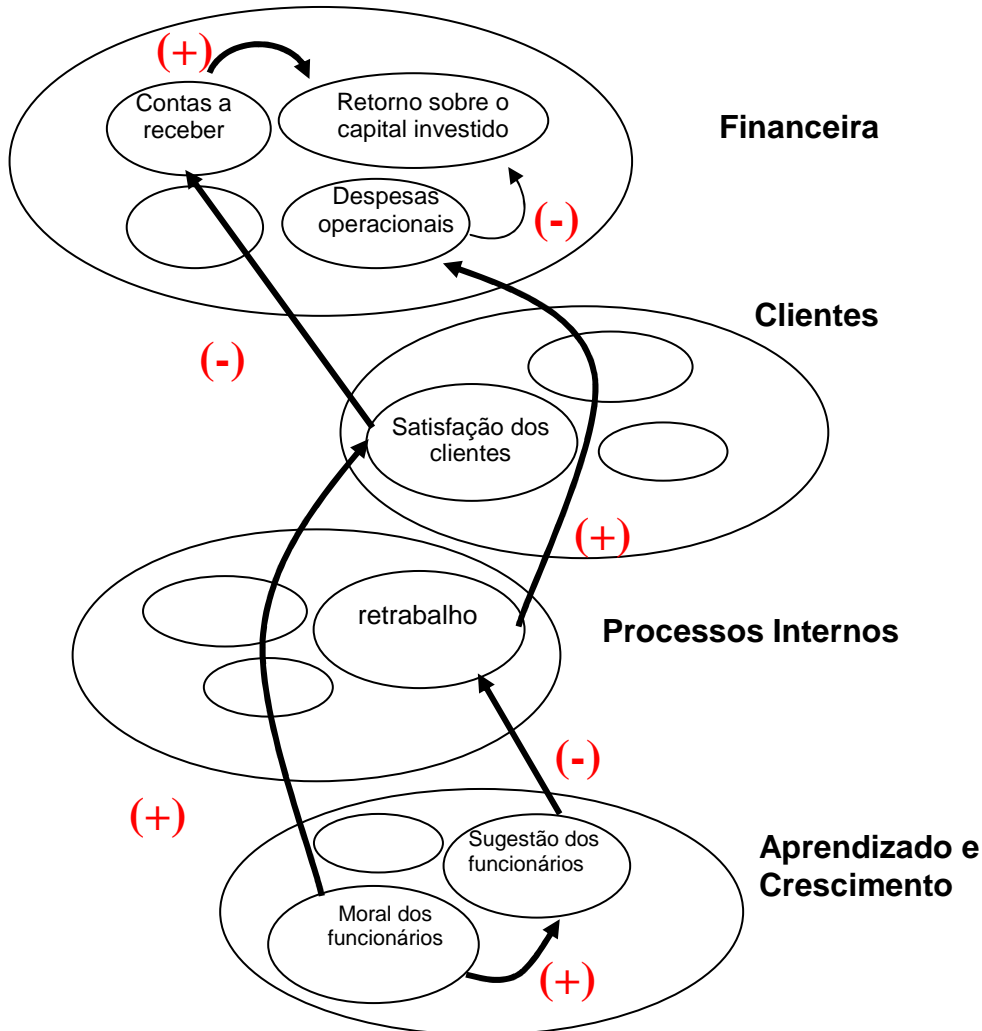 (+)
Contas a
receber
Retorno sobre o
capital investido
Financeira
Despesas
operacionais
(-)
Clientes
(-)
Satisfação dos
clientes
(+)
retrabalho
Processos Internos
(-)
(+)
Sugestão dos
funcionários
Aprendizado e
Crescimento
Moral dos
funcionários
(+)